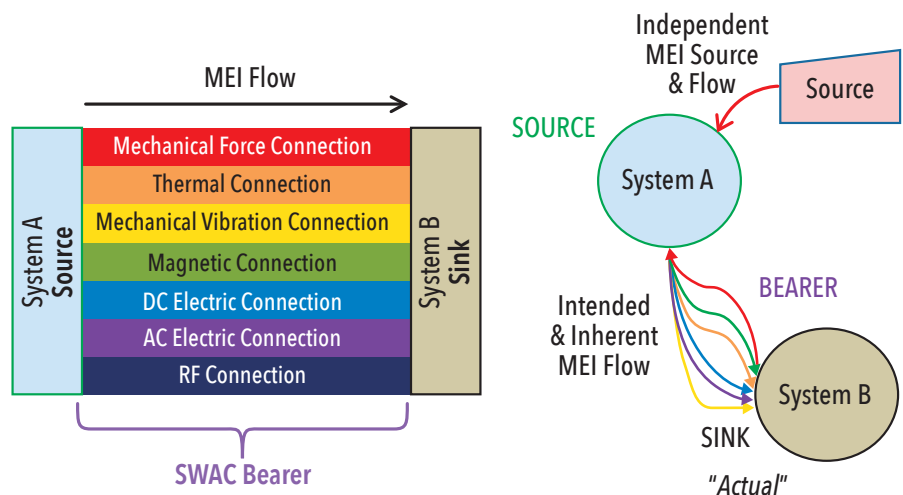 MEI Flow
System A
Source
Mechanical Force Connection
Thermal Connection
Mechanical Vibration Connection
Magnetic Connection
DC Electric Connection
AC Electric Connection
RF Connection
System B
Sink
SWAC Bearer
Independent
MEI Source
& Flow
Source
SOURCE
System A
BEARER
Intended
& Inherent
MEI Flow
System B
SINK
"Actual"